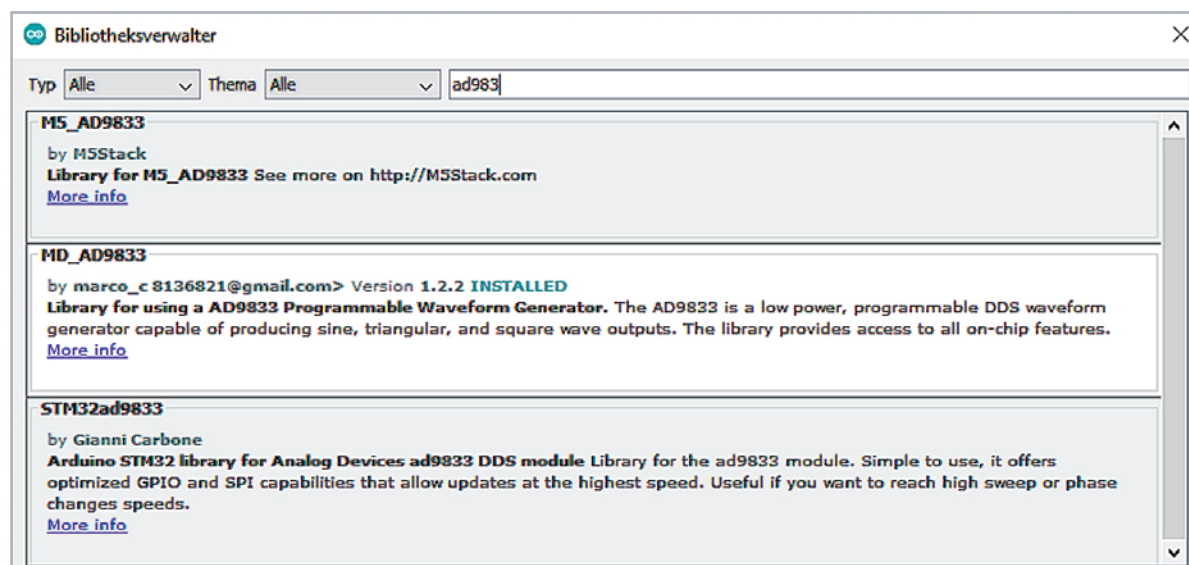 Bibliotheksverwalter
Typ Alle Thema Alle ad983
M5_AD9833
by M5Stack
Library for M5_AD9833 See more on http://M5Stack.com
More info
MD_AD9833
by marco_c 8136821@gmail.com> Version 1.2.2 INSTALLED
Library for using a AD9833 Programmable Waveform Generator. The AD9833 is a low power, programmable DDS waveform
generator capable of producing sine, triangular, and square wave outputs. The library provides access to all on-chip features.
More info
STM32ad9833
by Gianni Carbone
Arduino STM32 library for Analog Devices ad9833 DDS module Library for the ad9833 module. Simple to use, it offers
optimized GPIO and SPI capabilities that allow updates at the highest speed. Useful if you want to reach high sweep or phase
changes speeds.
More info